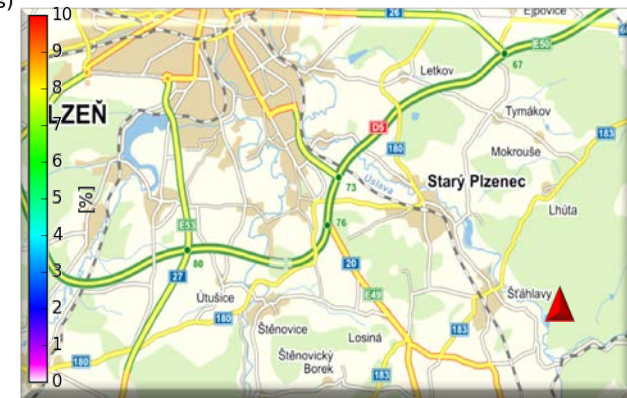 s)
10
9
8
7
6
5
4
3
2
1
0
[%]
26
Ejpovice
E50
67
Letkov
LZEŇ
D5
Tymákov
183
180
Mokrouše
Úslava
73
Starý Plzenec
Lhúta
76
E53
80
20
27
Útušice
E49
Šťáhlavy
180
Štěnovice
183
Losiná
Štěnovický
Borek
180
183